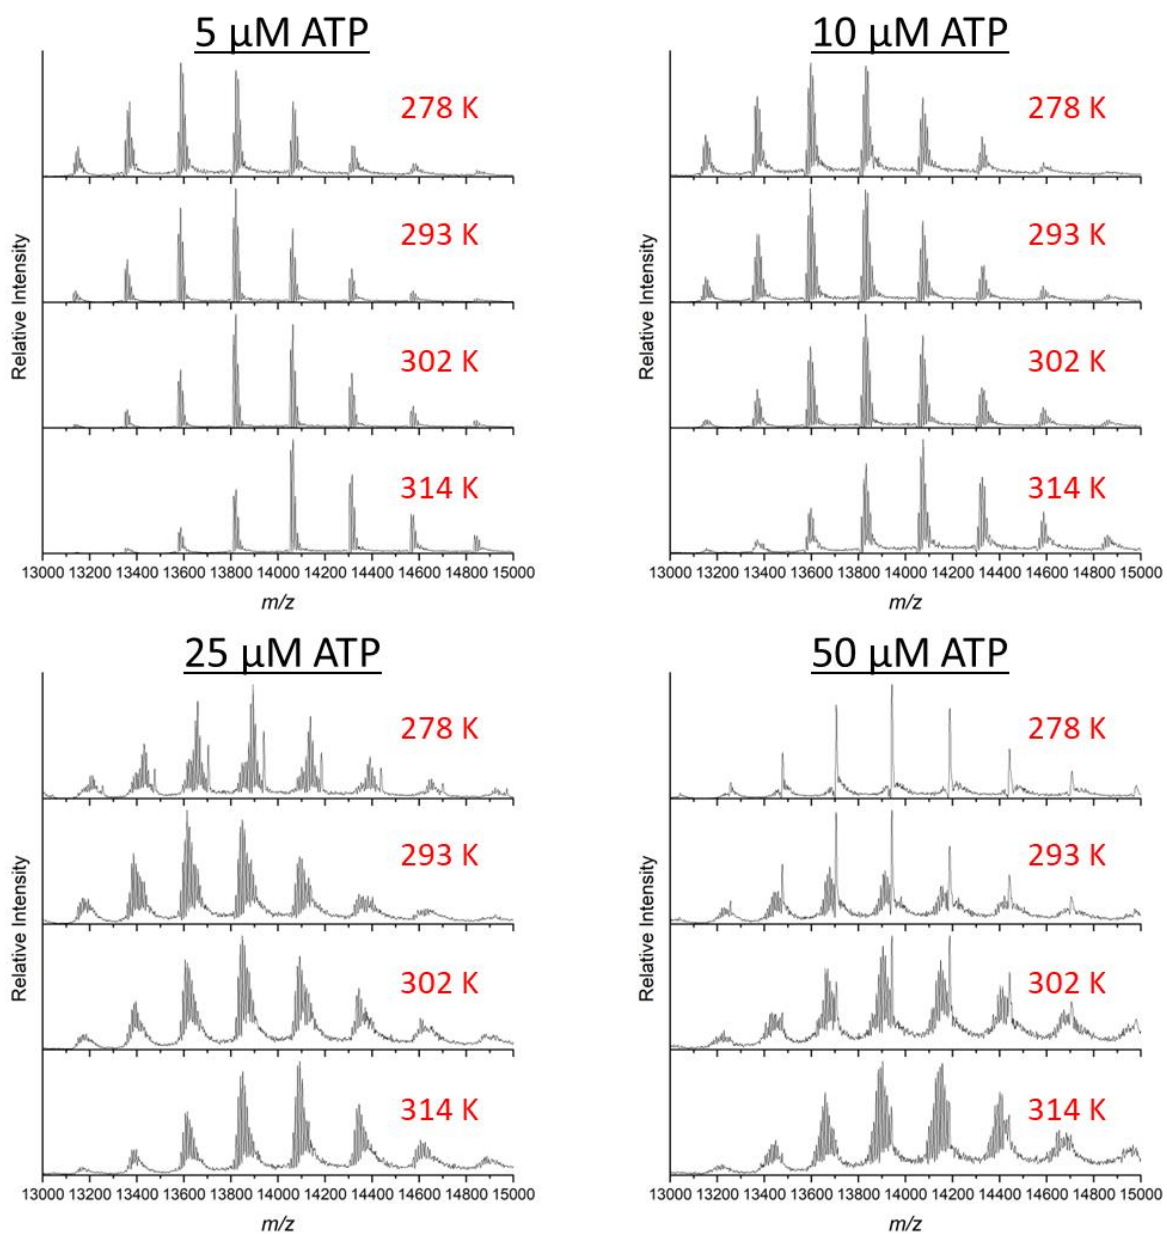 5 µM ATP
278 K
293 K
302 K
314 K
Relative Intensity
13000 13200 13400 13600 13800 14000 14200 14400 14600 14800 15000
m/z
10 µM ATP
278 K
293 K
302 K
314 K
Relative Intensity
13000 13200 13400 13600 13800 14000 14200 14400 14600 14800 15000
m/z
25 µM ATP
278 K
293 K
302 K
314 K
Relative Intensity
13000 13200 13400 13600 13800 14000 14200 14400 14600 14800 15000
m/z
50 µM ATP
278 K
293 K
302 K
314 K
Relative Intensity
13000 13200 13400 13600 13800 14000 14200 14400 14600 14800 15000
m/z